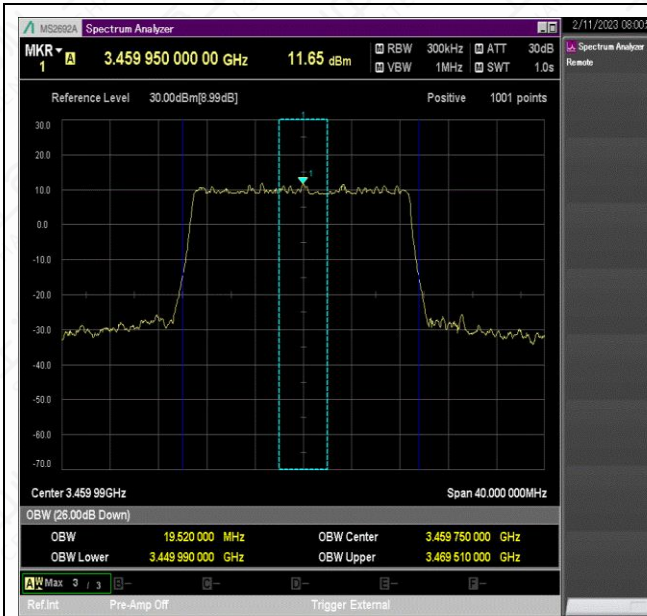 MS2692A Spectrum Analyzer 2/11/2023 08:00
MKR 1 A 3.459 950 000 00 GHz 11.65 dBm M RBW 300kHz M ATT 30dB
M VBW 1MHz M SWT 1.0s
Spectrum Analyzer
Remote
Reference Level 30.00dBm[8.99dB] Positive 1001 points
30.0
20.0
10.0
0.0
-10.0
-20.0
-30.0
-40.0
-50.0
-60.0
-70.0
1
1
Center 3.459 99GHz Span 40.000 000MHz
OBW (26.00dB Down)
OBW 19.520 000 MHz OBW Center 3.459 750 000 GHz
OBW Lower 3.449 990 000 GHz OBW Upper 3.469 510 000 GHz
A W Max 3 / 3 B- C- D- E- F-
Ref.Int Pre-Amp Off Trigger External